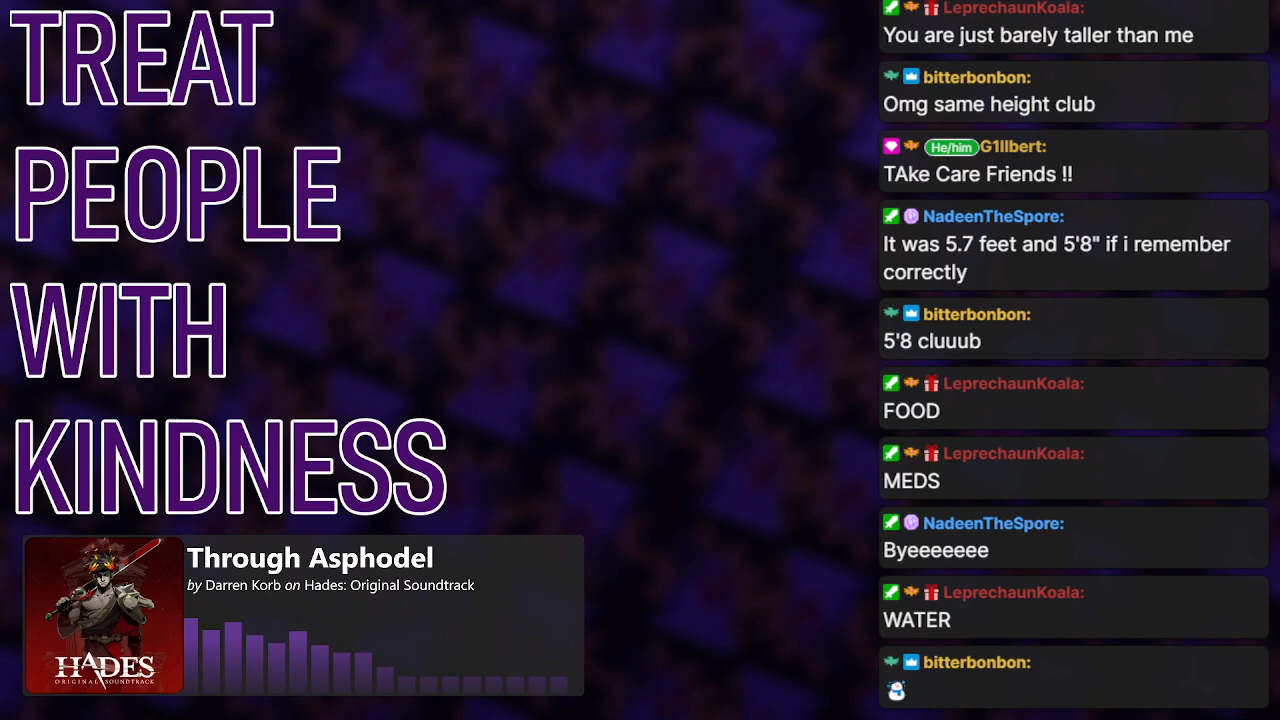 TREAT
PEOPLE
WITH
KINDNESS
Through Asphodel
by Darren Korb on Hades: Original Soundtrack
HADES
ORIGINAL SOUNDTRACK
LeprechaunKoala:
You are just barely taller than me
bitterbonbon:
Omg same height club
He/him G1llbert:
TAke Care Friends !!
NadeenTheSpore:
It was 5.7 feet and 5'8" if i remember
correctly
bitterbonbon:
5'8 cluuub
LeprechaunKoala:
FOOD
LeprechaunKoala:
MEDS
NadeenTheSpore:
Byeeeeeee
LeprechaunKoala:
WATER
bitterbonbon: